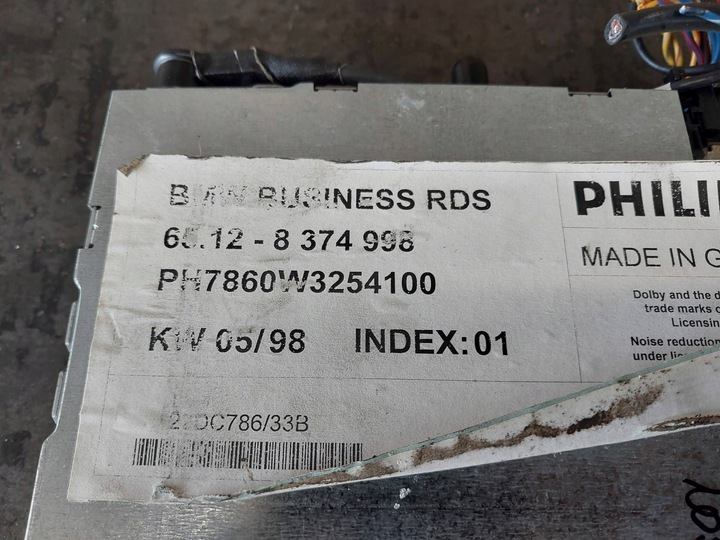 BMW BUSINESS RDS
65.12 - 8 374 998
PH7860W3254100
KW 05/98 INDEX:01
22DC786/33B
PHILI
MADE IN G
Dolby and the d
trade marks o
Licensin
Noise reduction
under lic